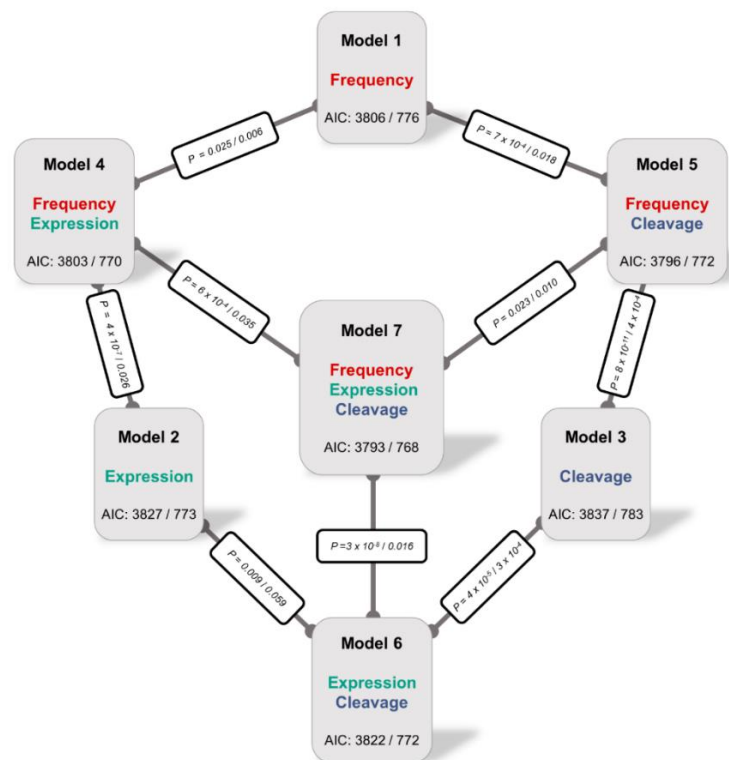 Model 1
Frequency
AIC: 3806 / 776
P = 0.025 / 0.006
P = 7 x 10⁻⁴ / 0.018
Model 4
Frequency
Expression
AIC: 3803 / 770
Model 5
Frequency
Cleavage
AIC: 3796 / 772
P = 6 x 10⁻⁴ / 0.035
P = 0.023 / 0.010
P = 4 x 10⁻⁷ / 0.026
P = 8 x 10⁻¹¹ / 4 x 10⁻⁴
Model 7
Frequency
Expression
Cleavage
AIC: 3793 / 768
Model 2
Expression
AIC: 3827 / 773
Model 3
Cleavage
AIC: 3837 / 783
P = 0.009 / 0.059
P =3 x 10⁻⁸ / 0.016
P = 4 x 10⁻⁵ / 3 x 10⁻⁴
Model 6
Expression
Cleavage
AIC: 3822 / 772